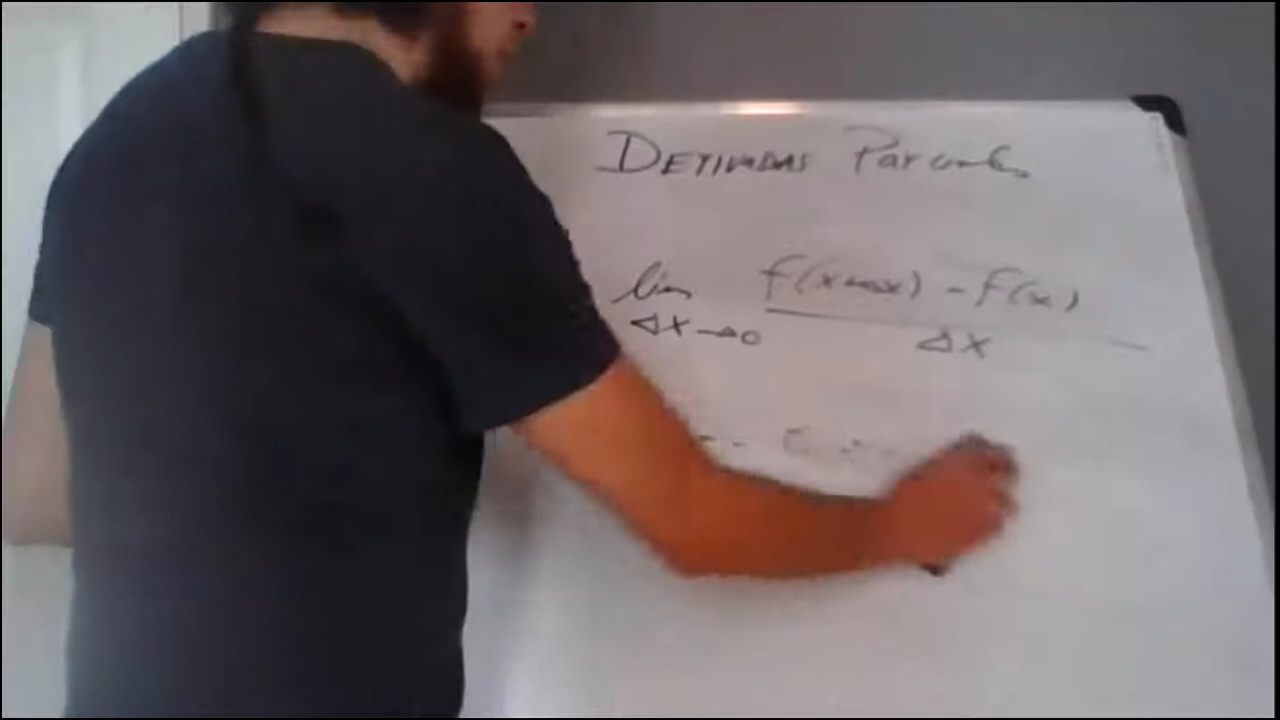 Derivadas Parciales
lim f(x+Δx) - f(x)
Δx→0 Δx